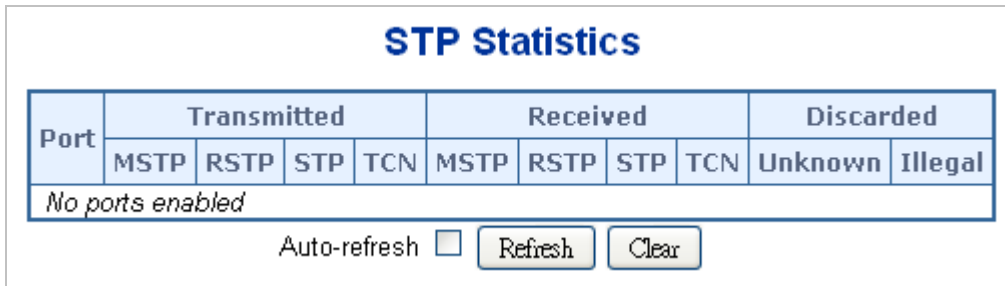 STP Statistics
Port Transmitted Received Discarded
MSTP RSTP STP TCN MSTP RSTP STP TCN Unknown Illegal
No ports enabled
Auto-refresh Refresh Clear